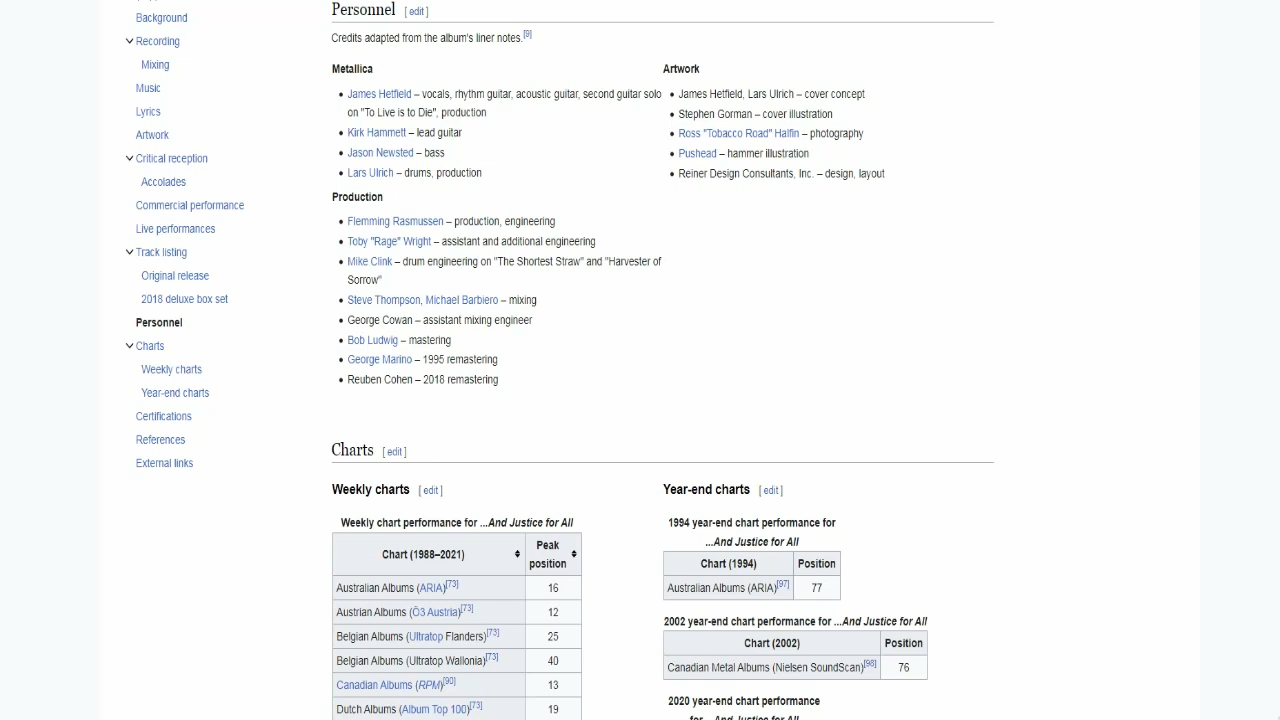 Background
Recording
Mixing
Music
Lyrics
Artwork
Critical reception
Accolades
Commercial performance
Live performances
Track listing
Original release
2018 deluxe box set
Personnel
Charts
Weekly charts
Year-end charts
Certifications
References
External links
Personnel [ edit ]
Credits adapted from the album's liner notes.[9]
Metallica
James Hetfield – vocals, rhythm guitar, acoustic guitar, second guitar solo
on "To Live is to Die", production
Kirk Hammett – lead guitar
Jason Newsted – bass
Lars Ulrich – drums, production
Production
Flemming Rasmussen – production, engineering
Toby "Rage" Wright – assistant and additional engineering
Mike Clink – drum engineering on "The Shortest Straw" and "Harvester of
Sorrow"
Steve Thompson, Michael Barbiero – mixing
George Cowan – assistant mixing engineer
Bob Ludwig – mastering
George Marino – 1995 remastering
Reuben Cohen – 2018 remastering
Artwork
James Hetfield, Lars Ulrich – cover concept
Stephen Gorman – cover illustration
Ross "Tobacco Road" Halfin – photography
Pushead – hammer illustration
Reiner Design Consultants, Inc. – design, layout
Charts [ edit ]
Weekly charts [ edit ]
Weekly chart performance for ...And Justice for All
Chart (1988–2021) Peak position
Australian Albums (ARIA)[73] 16
Austrian Albums (Ö3 Austria)[73] 12
Belgian Albums (Ultratop Flanders)[73] 25
Belgian Albums (Ultratop Wallonia)[73] 40
Canadian Albums (RPM)[90] 13
Dutch Albums (Album Top 100)[73] 19
Year-end charts [ edit ]
1994 year-end chart performance for
...And Justice for All
Chart (1994) Position
Australian Albums (ARIA)[97] 77
2002 year-end chart performance for ...And Justice for All
Chart (2002) Position
Canadian Metal Albums (Nielsen SoundScan)[98] 76
2020 year-end chart performance
for ...And Justice for All